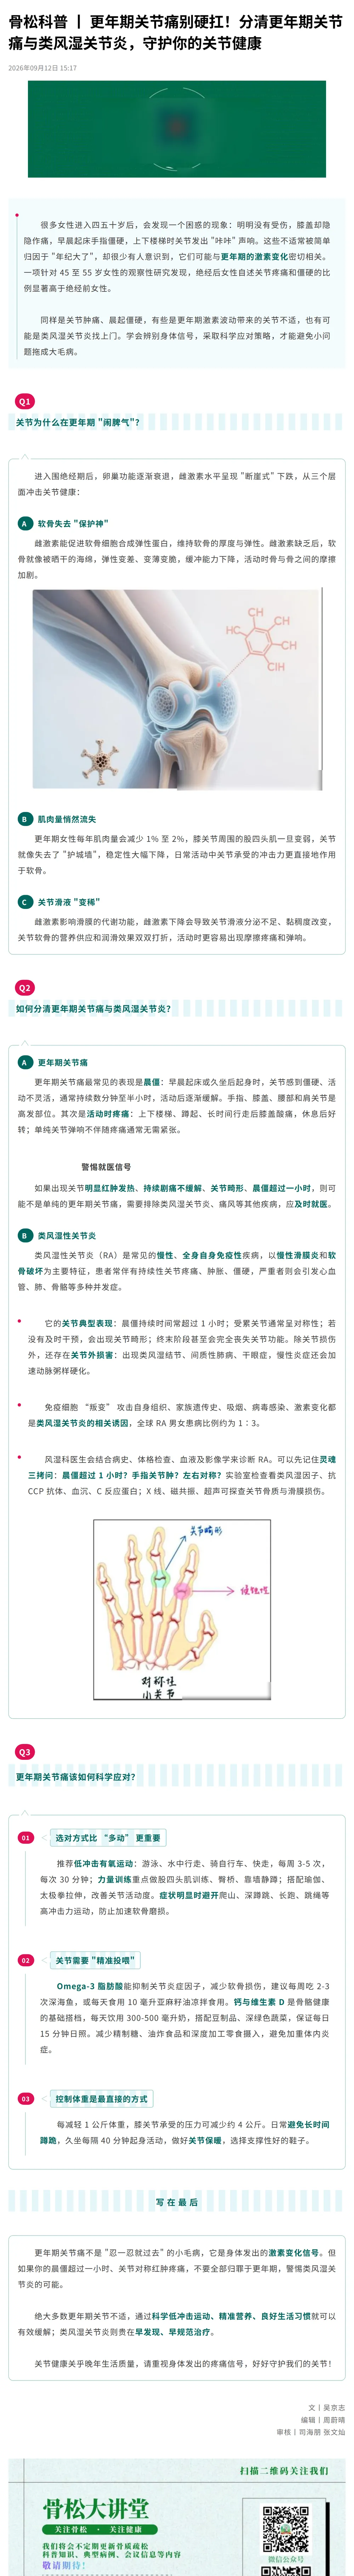 骨松科普 丨 更年期关节痛别硬扛！分清更年期关节
痛与类风湿关节炎，守护你的关节健康
2026年09月12日 15:17
很多女性进入四五十岁后，会发现一个困惑的现象：明明没有受伤，膝盖却隐
隐作痛，早晨起床手指僵硬，上下楼梯时关节发出 "咔咔" 声响。这些不适常被简单
归因于 "年纪大了"，却很少有人意识到，它们可能与更年期的激素变化密切相关。
一项针对 45 至 55 岁女性的观察性研究发现，绝经后女性自述关节疼痛和僵硬的比
例显著高于绝经前女性。
同样是关节肿痛、晨起僵硬，有些是更年期激素波动带来的关节不适，也有可
能是类风湿关节炎找上门。学会辨别身体信号，采取科学应对策略，才能避免小问
题拖成大毛病。
Q1
关节为什么在更年期 "闹脾气"？
进入围绝经期后，卵巢功能逐渐衰退，雌激素水平呈现 "断崖式" 下跌，从三个层
面冲击关节健康：
A 软骨失去 "保护神"
雌激素能促进软骨细胞合成弹性蛋白，维持软骨的厚度与弹性。雌激素缺乏后，软
骨就像被晒干的海绵，弹性变差、变薄变脆，缓冲能力下降，活动时骨与骨之间的摩擦
加剧。
CH
HC
CH
CH
CIH
B 肌肉量悄然流失
更年期女性每年肌肉量会减少 1% 至 2%，膝关节周围的股四头肌一旦变弱，关节
就像失去了 "护城墙"，稳定性大幅下降，日常活动中关节承受的冲击力更直接地作用
于软骨。
C 关节滑液 "变稀"
雌激素影响滑膜的代谢功能，雌激素下降会导致关节滑液分泌不足、黏稠度改变，
关节软骨的营养供应和润滑效果双双打折，活动时更容易出现摩擦疼痛和弹响。
Q2
如何分清更年期关节痛与类风湿关节炎？
A 更年期关节痛
更年期关节痛最常见的表现是晨僵：早晨起床或久坐后起身时，关节感到僵硬、活
动不灵活，通常持续数分钟至半小时，活动后逐渐缓解。手指、膝盖、腰部和肩关节是
高发部位。其次是活动时疼痛：上下楼梯、蹲起、长时间行走后膝盖酸痛，休息后好
转；单纯关节弹响不伴随疼痛通常无需紧张。
警惕就医信号
如果出现关节明显红肿发热、持续剧痛不缓解、关节畸形、晨僵超过一小时，则可
能不是单纯的更年期关节痛，需要排除类风湿关节炎、痛风等其他疾病，应及时就医。
B 类风湿性关节炎
类风湿性关节炎（RA）是常见的慢性、全身自身免疫性疾病，以慢性滑膜炎和软
骨破坏为主要特征，患者常伴有持续性关节疼痛、肿胀、僵硬，严重者则会引发心血
管、肺、骨骼等多种并发症。
它的关节典型表现：晨僵持续时间常超过 1 小时；受累关节通常呈对称性；若
没有及时干预，会出现关节畸形；终末阶段甚至会完全丧失关节功能。除关节损伤
外，还存在关节外损害：出现类风湿结节、间质性肺病、干眼症，慢性炎症还会加
速动脉粥样硬化。
免疫细胞 “叛变” 攻击自身组织、家族遗传史、吸烟、病毒感染、激素变化都
是类风湿关节炎的相关诱因，全球 RA 男女患病比例约为 1∶3。
风湿科医生会结合病史、体格检查、血液及影像学来诊断 RA。可以先记住灵魂
三拷问：晨僵超过 1 小时？手指关节肿？左右对称？实验室检查看类风湿因子、抗
CCP 抗体、血沉、C 反应蛋白；X 线、磁共振、超声可探查关节骨质与滑膜损伤。
关节畸形
对称性
小关节
Q3
更年期关节痛该如何科学应对？
01 选对方式比 “多动” 更重要
推荐低冲击有氧运动：游泳、水中行走、骑自行车、快走，每周 3-5 次，
每次 30 分钟；力量训练重点做股四头肌训练、臀桥、靠墙静蹲；搭配瑜伽、
太极拳拉伸，改善关节活动度。症状明显时避开爬山、深蹲跳、长跑、跳绳等
高冲击力运动，防止加速软骨磨损。
02 关节需要 "精准投喂"
Omega-3 脂肪酸能抑制关节炎症因子，减少软骨损伤，建议每周吃 2-3
次深海鱼，或每天食用 10 毫升亚麻籽油凉拌食用。钙与维生素 D 是骨骼健康
的基础搭档，每天饮用 300-500 毫升奶，搭配豆制品、深绿色蔬菜，保证每日
15 分钟日照。减少精制糖、油炸食品和深度加工零食摄入，避免加重体内炎
症。
03 控制体重是最直接的方式
每减轻 1 公斤体重，膝关节承受的压力可减少约 4 公斤。日常避免长时间
蹲跪，久坐每隔 40 分钟起身活动，做好关节保暖，选择支撑性好的鞋子。
写在最后
更年期关节痛不是 "忍一忍就过去" 的小毛病，它是身体发出的激素变化信号。但
如果你的晨僵超过一小时、关节对称红肿疼痛，不要全部归罪于更年期，警惕类风湿关
节炎的可能。
绝大多数更年期关节不适，通过科学低冲击运动、精准营养、良好生活习惯就可以
有效缓解；类风湿关节炎则贵在早发现、早规范治疗。
关节健康关乎晚年生活质量，请重视身体发出的疼痛信号，好好守护我们的关节！
文丨吴京志
编辑丨周蔚晴
审核丨司海朋 张文灿
扫描二维码关注我们
骨松大讲堂
关注骨松 · 关注健康
我们将会不定期更新骨质疏松
科普知识、典型病例、会议信息等内容
敬请期待！
微信公众号